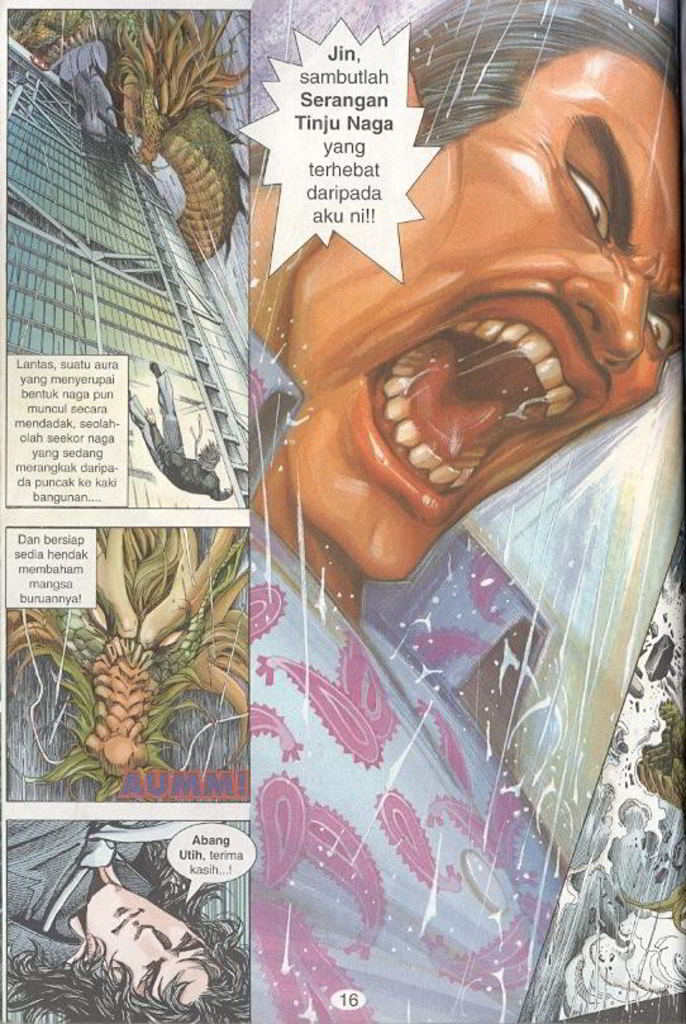 Lantas, suatu aura
yang menyerupai
bentuk naga pun
muncul secara
mendadak, seolah-
olah seekor naga
yang sedang
merangkak daripa-
da puncak ke kaki
bangunan....
Dan bersiap
sedia hendak
membaham
mangsa
buruannya!
AUMM!
Abang
Utih, terima
kasih...!
Jin,
sambutlah
Serangan
Tinju Naga
yang
terhebat
daripada
aku ni!!
16